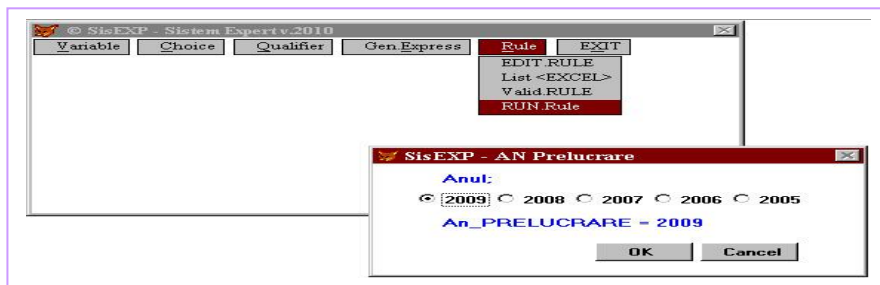 © SisEXP - Sistem Expert v.2010
Variable Choice Qualifier Gen.Express Rule EXIT
EDIT.RULE
List <EXCEL>
Valid.RULE
RUN.Rule
SisEXP - AN Prelucrare
Anul;
2009 2008 2007 2006 2005
An_PRELUCRARE = 2009
OK Cancel